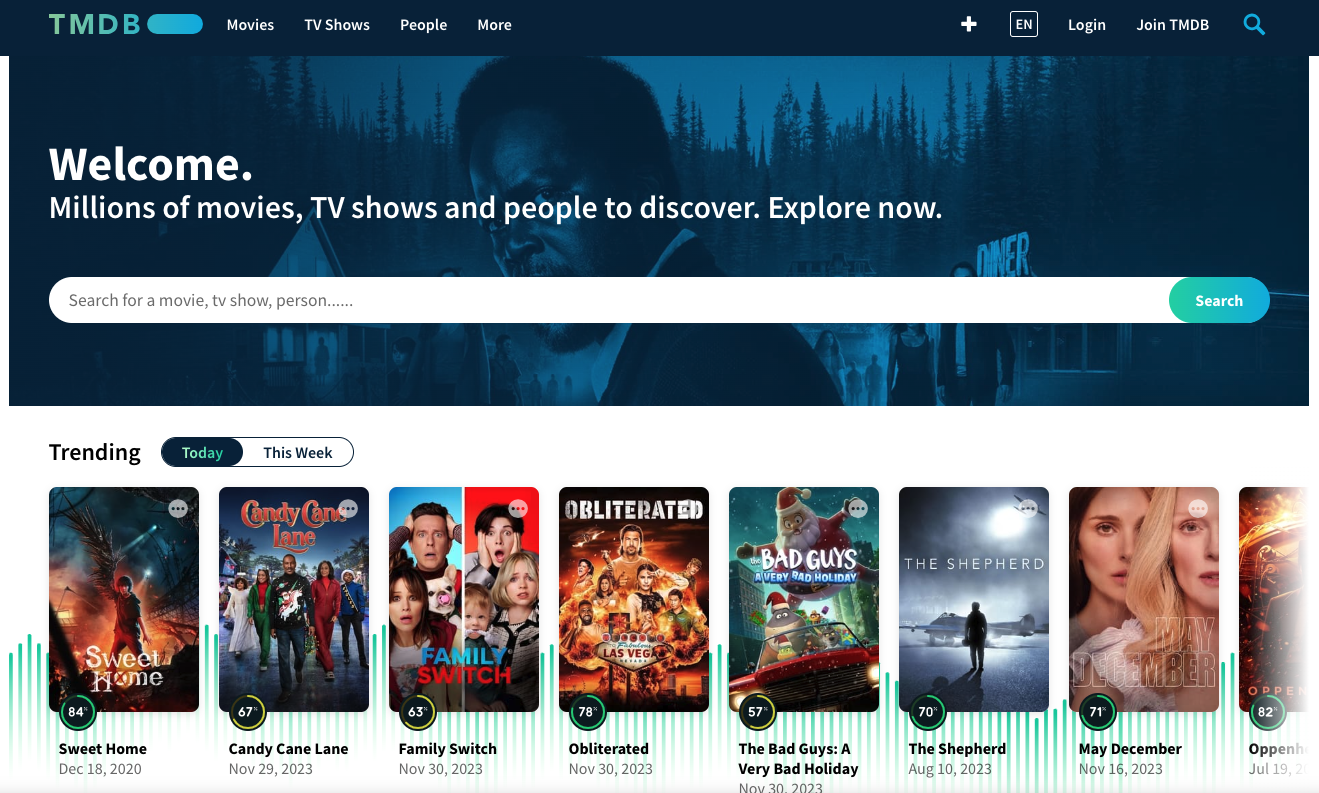 TMDB
Movies
TV Shows
People
More
EN
Login
Join TMDB
Welcome.
Millions of movies, TV shows and people to discover. Explore now.
DINER
Search for a movie, tv show, person......
Search
Trending
Today
This Week
Sweet
Home
Candy Cane
Lane
FAMILY
SWITCH
OBLITERATED
Fabulous
LAS VEGAS
NEVADA
the BAD GUYS
A VERY BAD HOLIDAY
THE SHEPHERD
MAY
DECEMBER
84%
67%
63%
78%
57%
70%
71%
82%
Sweet Home
Dec 18, 2020
Candy Cane Lane
Nov 29, 2023
Family Switch
Nov 30, 2023
Obliterated
Nov 30, 2023
The Bad Guys: A
Very Bad Holiday
Nov 30, 2023
The Shepherd
Aug 10, 2023
May December
Nov 16, 2023
Jul 19,